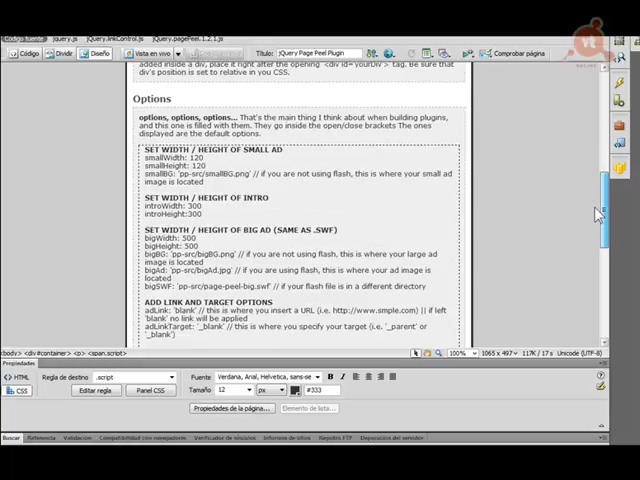 Código fuente jquery.js jQuery.linkControl.js jQuery.pagePeel.1.2.1.js
Código Dividir Diseño Vista en vivo Título: jQuery Page Peel Plugin Comprobar página
added inside a div, place it right after the opening <div id='yourDiv'> tag. Be sure that
div's position is set to relative in you CSS.
Options
options, options, options... That's the main thing I think about when building plugins,
and this one is filled with them. They go inside the open/close brackets The ones
displayed are the default options.
SET WIDTH / HEIGHT OF SMALL AD
smallWidth: 120
smallHeight: 120
smallBG: 'pp-src/smallBG.png' // if you are not using flash, this is where your small ad
image is located
SET WIDTH / HEIGHT OF INTRO
introWidth: 300
introHeight:300
SET WIDTH / HEIGHT OF BIG AD (SAME AS .SWF)
bigWidth: 500
bigHeight: 500
bigBG: 'pp-src/bigBG.png' // if you are not using flash, this is where your large ad
image is located
bigAd: 'pp-src/bigAd.jpg' // if you are using flash, this is where your ad image is
located
bigSWF: 'pp-src/page-peel-big.swf' // if your flash file is in a different directory
ADD LINK AND TARGET OPTIONS
adLink: 'blank' // this is where you insert a URL (i.e. http://www.smple.com) || if left
'blank' no link will be applied
adLinkTarget: '_blank' // this is where you specify your target (i.e. '_parent' or
'_blank')
<body> <div#container> <p> <span.script> 100% 1065 x 497 117K / 17 s Unicode (UTF-8)
Propiedades
HTML Regla de destino .script Fuente Verdana, Arial, Helvetica, sans-se B I
CSS Editar regla Panel CSS Tamaño 12 px #333
Propiedades de la página... Elemento de lista...
Buscar Referencia Validación Compatibilidad con navegadores Verificador de vínculos Informes de sitios Registro FTP Depuración del servidor